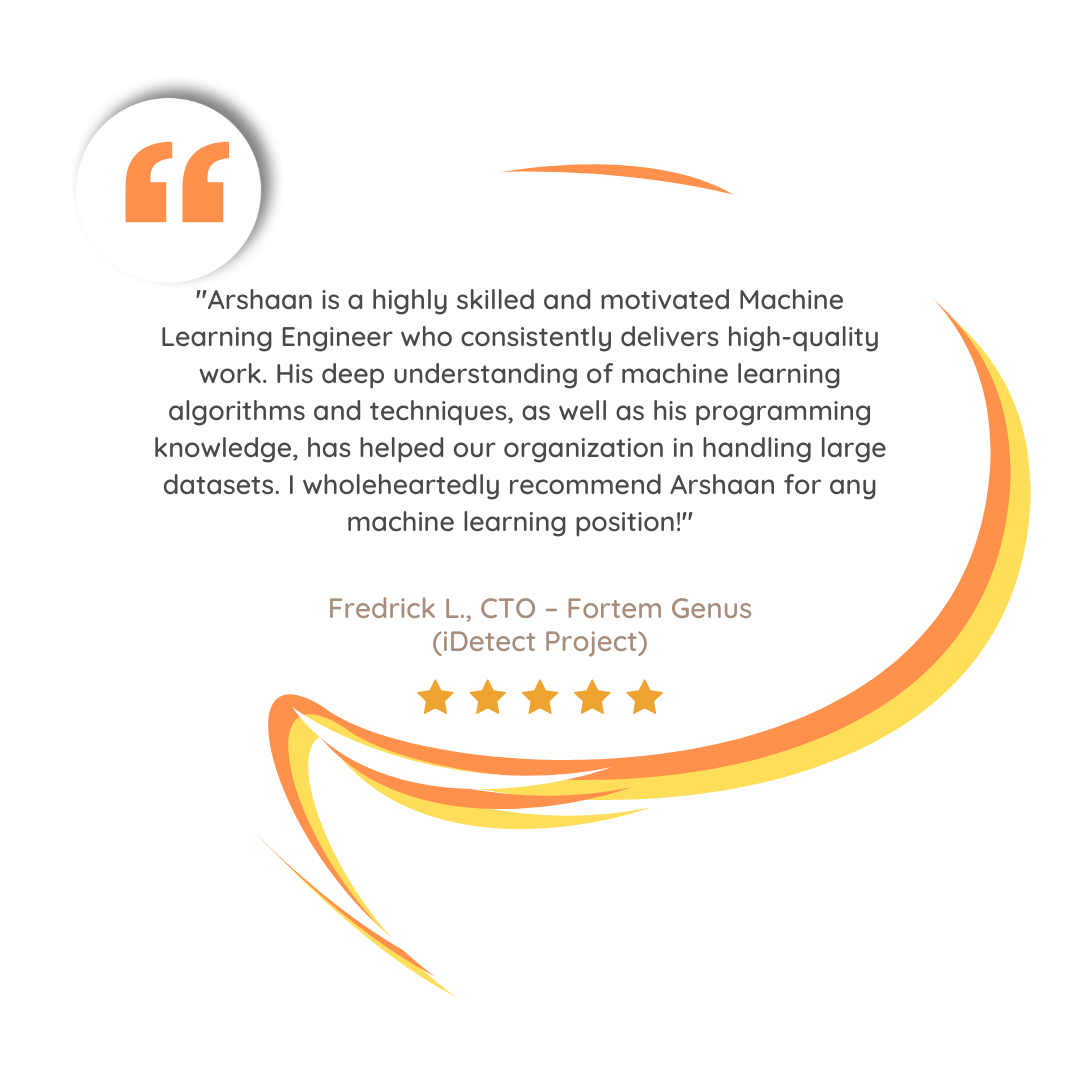 "Arshaan is a highly skilled and motivated Machine
Learning Engineer who consistently delivers high-quality
work. His deep understanding of machine learning
algorithms and techniques, as well as his programming
knowledge, has helped our organization in handling large
datasets. I wholeheartedly recommend Arshaan for any
machine learning position!"
Fredrick L., CTO – Fortem Genus
(iDetect Project)